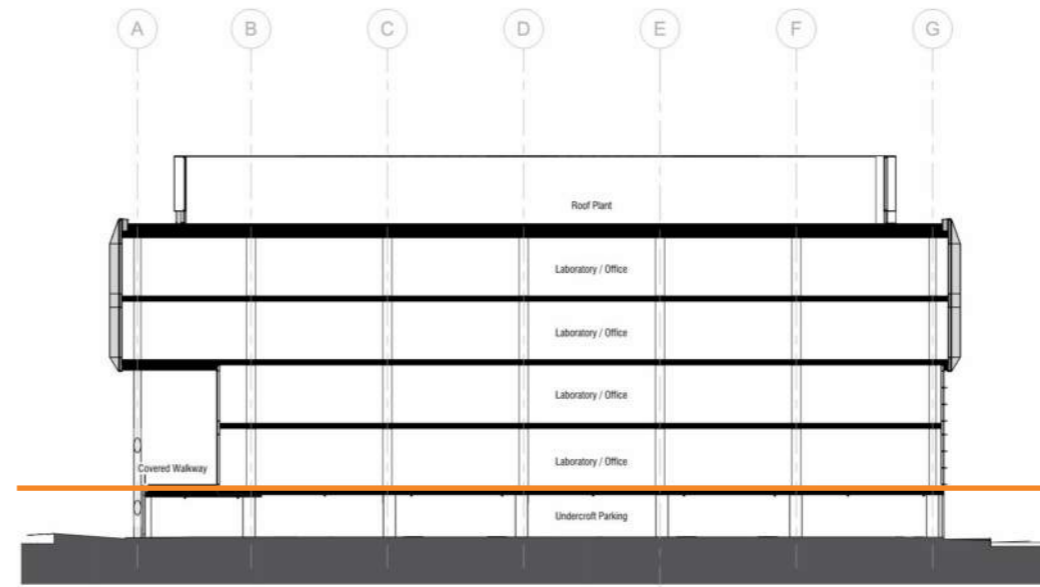 A B C D E F G
Roof Plant
Laboratory / Office
Laboratory / Office
Laboratory / Office
Laboratory / Office
Covered Walkway
Undercroft Parking